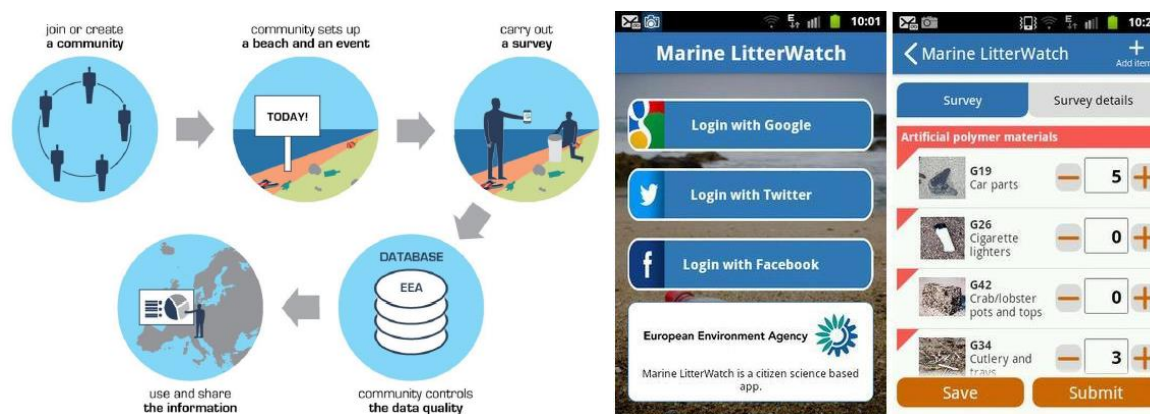 join or create
a community
community sets up
a beach and an event
carry out
a survey
TODAY!
DATABASE
EEA
use and share
the information
community controls
the data quality
10:01
Marine LitterWatch
Login with Google
Login with Twitter
Login with Facebook
European Environment Agency
Marine LitterWatch is a citizen science based
app.
10:2
Marine LitterWatch
Add item
Survey
Survey details
Artificial polymer materials
G19
Car parts
5
G26
Cigarette
lighters
0
G42
Crab/lobster
pots and tops
0
G34
Cutlery and
trays
3
Save
Submit